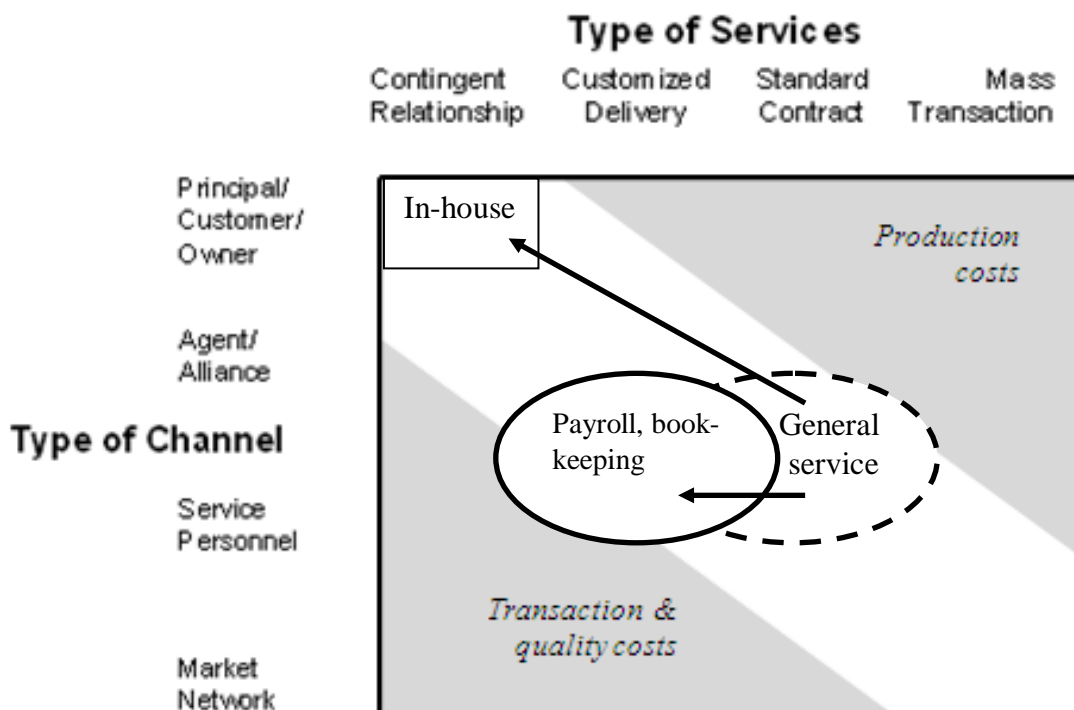 Type of Services
Contingent
Relationship
Customized
Delivery
Standard
Contract
Mass
Transaction
Principal/
Customer/
Owner
In-house
Production
costs
Agent/
Alliance
Type of Channel
Payroll, book-
keeping
General
service
Service
Personnel
Transaction &
quality costs
Market
Network